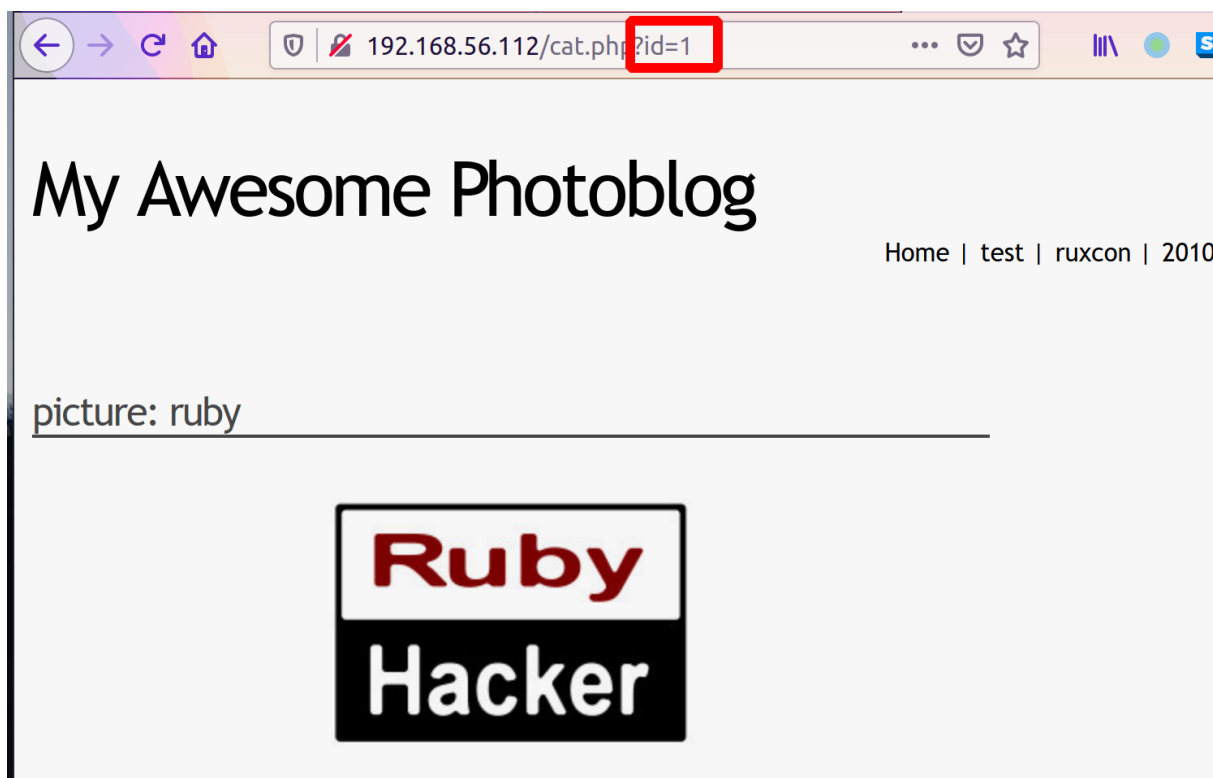 192.168.56.112/cat.php?id=1
My Awesome Photoblog
Home | test | ruxcon | 2010
picture: ruby
Ruby
Hacker